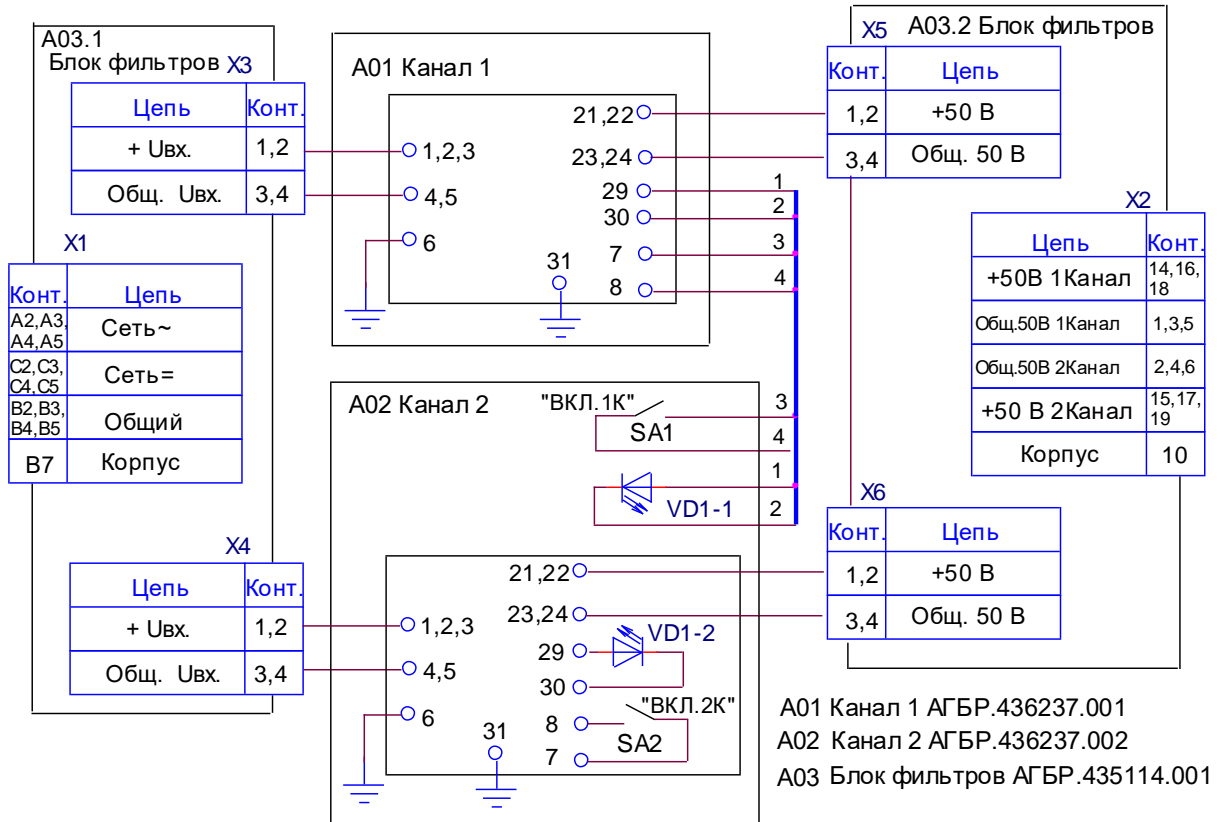 А03.1
Блок фильтров
X3
Цепь Конт.
+ Uвх. 1,2
Общ. Uвх. 3,4
X1
Конт. Цепь
A2,A3,
A4,A5
Сеть~
C2,C3,
C4,C5
Сеть=
B2,B3,
B4,B5
Общий
B7 Корпус
X4
Цепь Конт.
+ Uвх. 1,2
Общ. Uвх. 3,4
А01 Канал 1
1,2,3
4,5
6
21,22
23,24
29
30
7
8
31
1
2
3
4
А02 Канал 2
"ВКЛ.1К"
SA1
3
4
1
2
VD1-1
1,2,3
4,5
6
21,22
23,24
29
30
8
7
31
VD1-2
"ВКЛ.2К"
SA2
А03.2 Блок фильтров
X5
Конт. Цепь
1,2 +50 В
3,4 Общ. 50 В
X2
Цепь Конт.
+50В 1Канал
14,16,
18
Общ.50В 1Канал 1,3,5
Общ.50В 2Канал 2,4,6
+50 В 2Канал
15,17,
19
Корпус 10
X6
Конт. Цепь
1,2 +50 В
3,4 Общ. 50 В
А01 Канал 1 АГБР.436237.001
А02 Канал 2 АГБР.436237.002
А03 Блок фильтров АГБР.435114.001